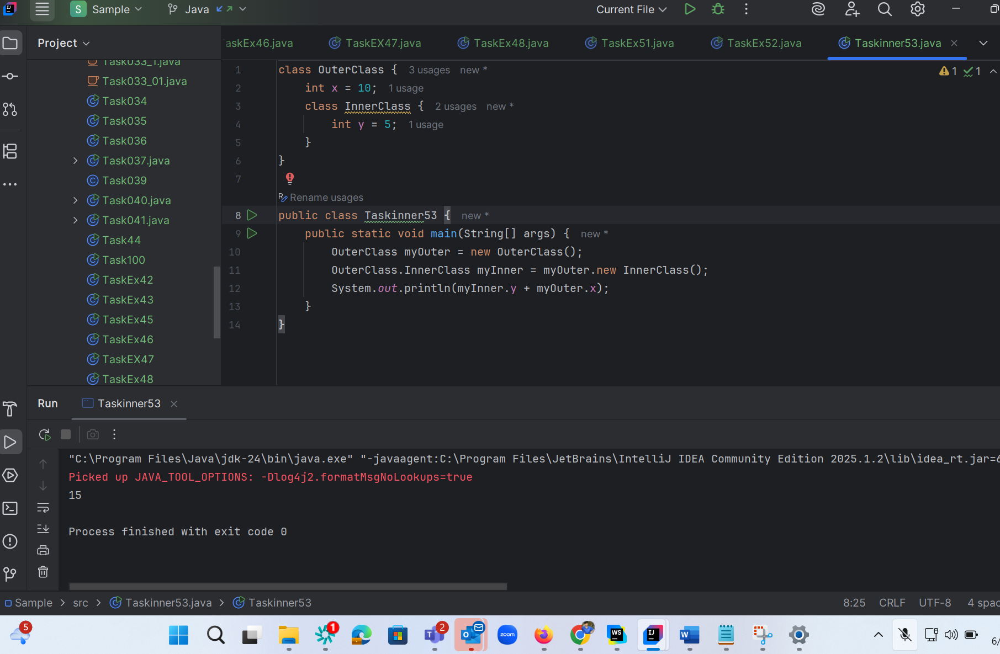 S Sample Java Current File
Project
askEx46.java TaskEX47.java TaskEx48.java TaskEx51.java TaskEx52.java Taskinner53.java
Task033_1.java
Task033_01.java
Task034
Task035
Task036
Task037.java
Task039
Task040.java
Task041.java
Task44
Task100
TaskEx42
TaskEx43
TaskEx45
TaskEx46
TaskEX47
TaskEx48
1 class OuterClass { 3 usages new *
1 1
2 int x = 10; 1 usage
3 class InnerClass { 2 usages new *
4 int y = 5; 1 usage
5 }
6 }
7
Rename usages
8 public class Taskinner53 { new *
9 public static void main(String[] args) { new *
10 OuterClass myOuter = new OuterClass();
11 OuterClass.InnerClass myInner = myOuter.new InnerClass();
12 System.out.println(myInner.y + myOuter.x);
13 }
14 }
Run Taskinner53
"C:\Program Files\Java\jdk-24\bin\java.exe" "-javaagent:C:\Program Files\JetBrains\IntelliJ IDEA Community Edition 2025.1.2\lib\idea_rt.jar=6
Picked up JAVA_TOOL_OPTIONS: -Dlog4j2.formatMsgNoLookups=true
15
Process finished with exit code 0
Sample > src > Taskinner53.java > Taskinner53 8:25 CRLF UTF-8 4 spac
5 1 T 2 O zoom WS IJ W 6/